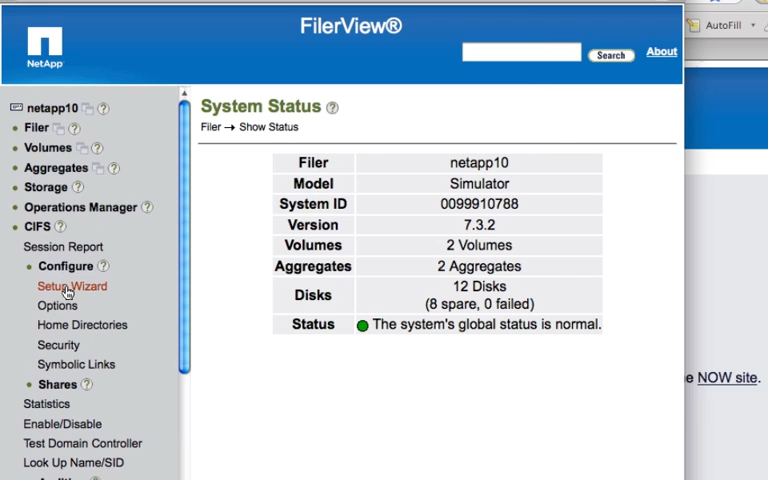 FilerView®
AutoFill
NetApp
Search
About
netapp10
Filer
Volumes
Aggregates
Storage
Operations Manager
CIFS
Session Report
Configure
Setup Wizard
Options
Home Directories
Security
Symbolic Links
Shares
Statistics
Enable/Disable
Test Domain Controller
Look Up Name/SID
System Status
Filer → Show Status
Filer netapp10
Model Simulator
System ID 0099910788
Version 7.3.2
Volumes 2 Volumes
Aggregates 2 Aggregates
Disks 12 Disks
(8 spare, 0 failed)
Status The system's global status is normal.
e NOW site.